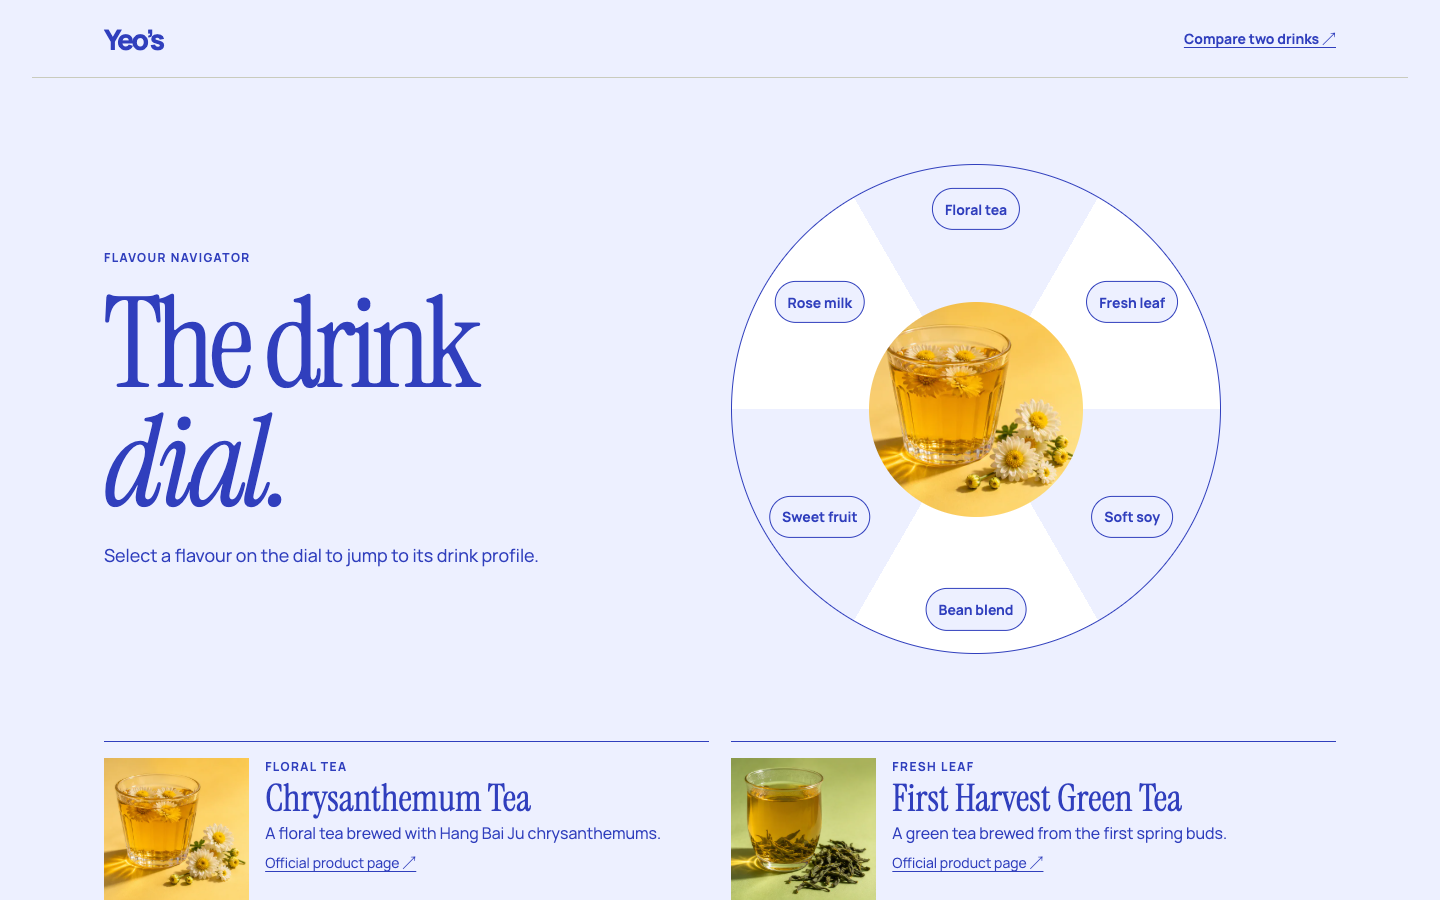 Yeo's
Compare two drinks ↗
FLAVOUR NAVIGATOR
The drink
dial.
Select a flavour on the dial to jump to its drink profile.
Floral tea
Rose milk
Fresh leaf
Sweet fruit
Soft soy
Bean blend
FLORAL TEA
Chrysanthemum Tea
A floral tea brewed with Hang Bai Ju chrysanthemums.
Official product page ↗
FRESH LEAF
First Harvest Green Tea
A green tea brewed from the first spring buds.
Official product page ↗